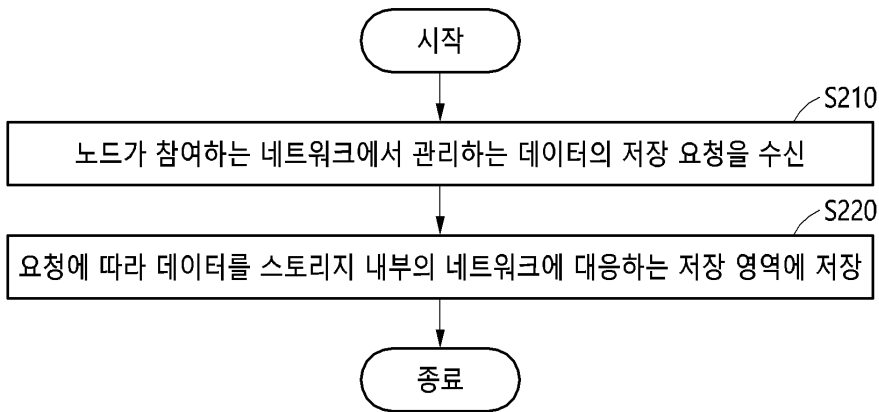 시작
S210
노드가 참여하는 네트워크에서 관리하는 데이터의 저장 요청을 수신
S220
요청에 따라 데이터를 스토리지 내부의 네트워크에 대응하는 저장 영역에 저장
종료